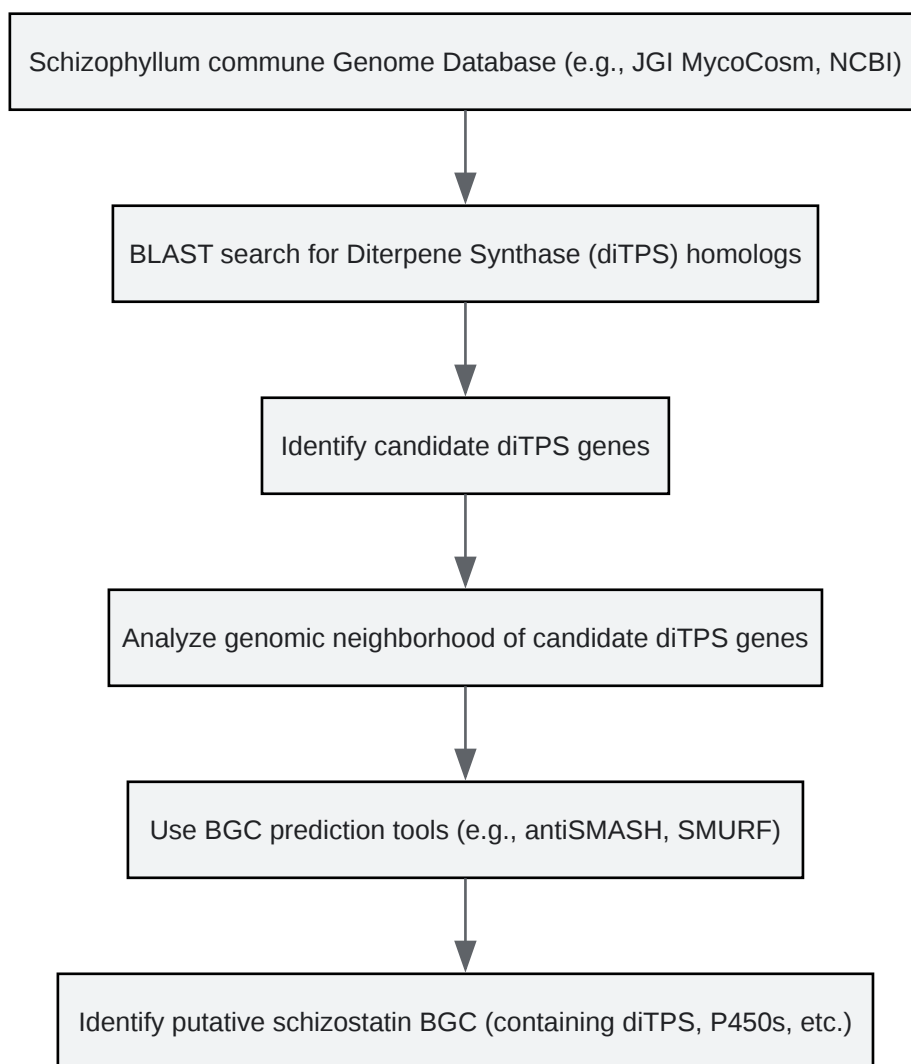 Schizophyllum commune Genome Database (e.g., JGI MycoCosm, NCBI)
BLAST search for Diterpene Synthase (diTPS) homologs
Identify candidate diTPS genes
Analyze genomic neighborhood of candidate diTPS genes
Use BGC prediction tools (e.g., antiSMASH, SMURF)
Identify putative schizostatin BGC (containing diTPS, P450s, etc.)